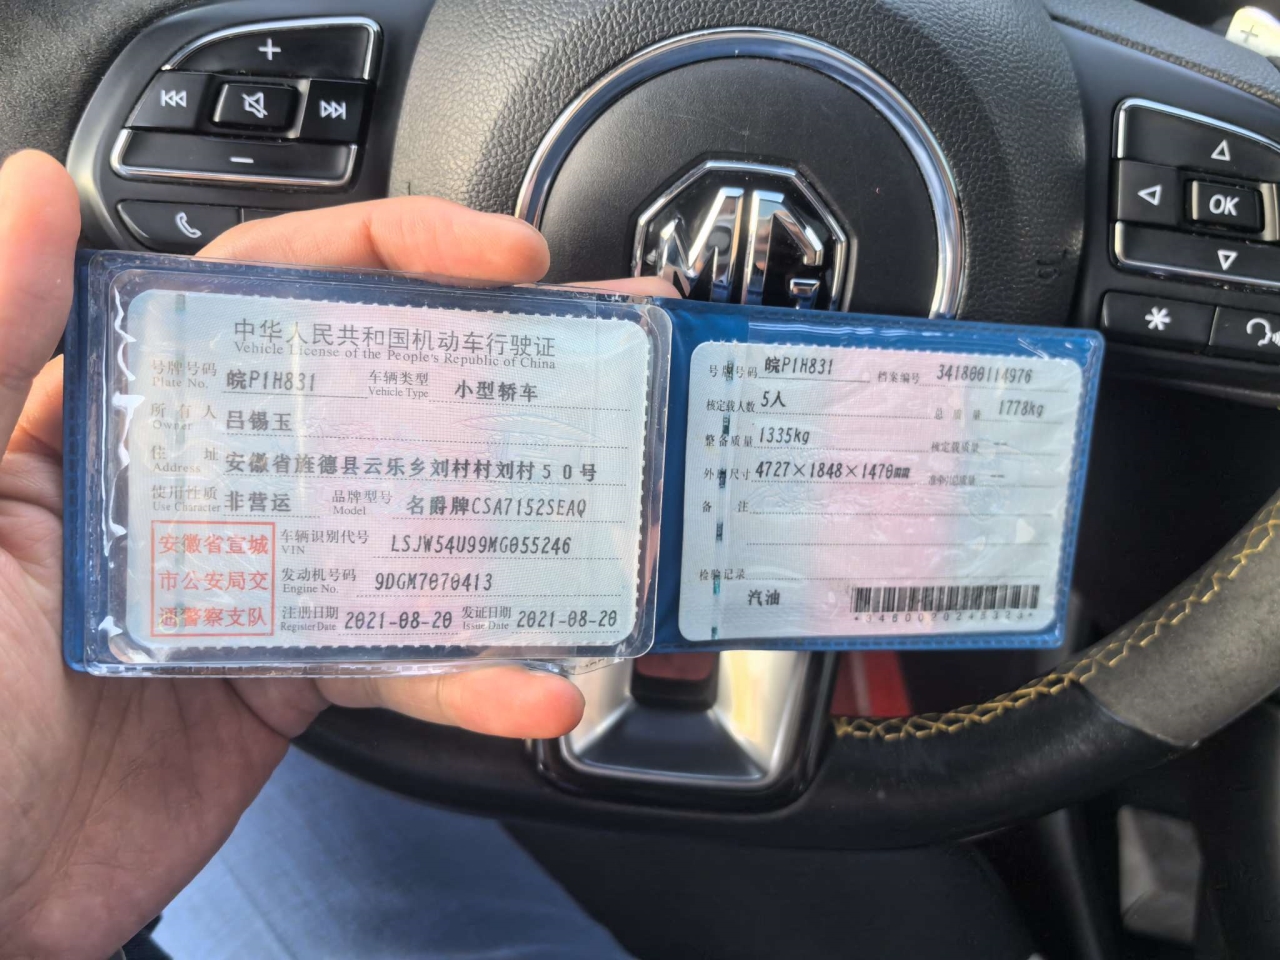 OK
MG
中华人民共和国机动车行驶证
Vehicle License of the People's Republic of China
号牌号码 皖P1H831 车辆类型 小型轿车
Plate No. Vehicle Type
所有人 吕锡玉
Owner
住址 安徽省旌德县云乐乡刘村村刘村50号
Address
使用性质 非营运 品牌型号 名爵牌CSA7152SEAQ
Use Character Model
安徽省宣城
市公安局交
通警察支队
车辆识别代号 LSJW54U99MG055246
VIN
发动机号码 9DGM7070413
Engine No.
注册日期 2021-08-20 发证日期 2021-08-20
Register Date Issue Date
号牌号码 皖P1H831 档案编号 341800114976
核定载人数 5人 总质量 1778kg
整备质量 1335kg 核定载质量 --
外廓尺寸 4727×1848×1470mm --
备注
检验记录
汽油